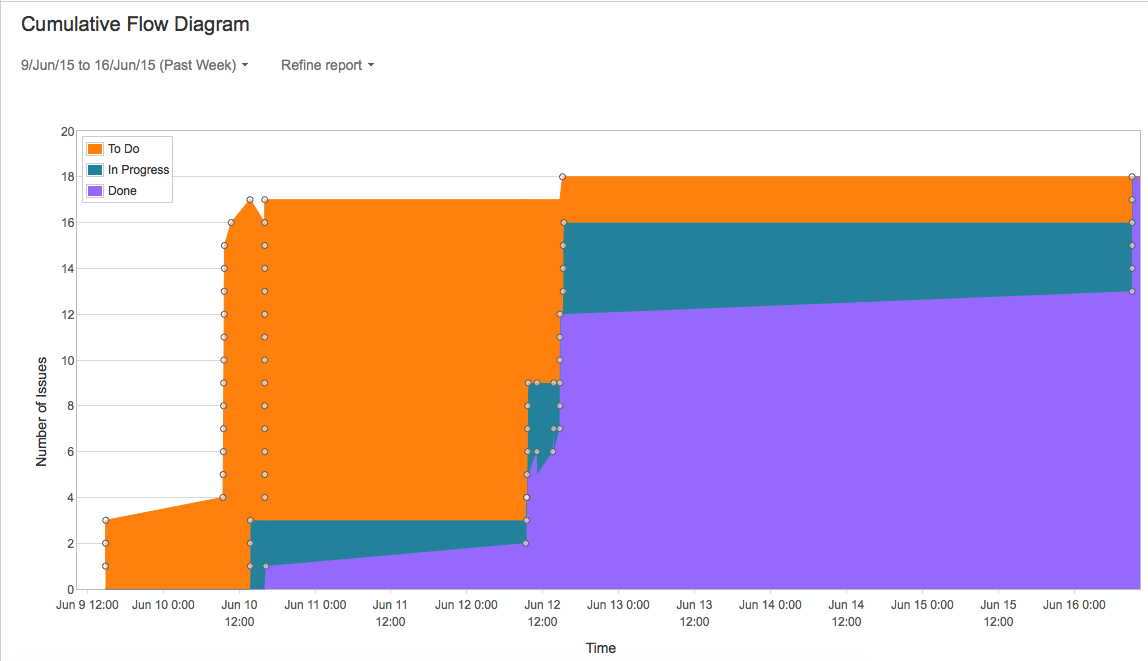 Cumulative Flow Diagram
9/Jun/15 to 16/Jun/15 (Past Week)
Refine report
To Do
In Progress
Done
Number of Issues
20
18
16
14
12
10
8
6
4
2
0
Jun 9 12:00
Jun 10 0:00
Jun 10
12:00
Jun 11 0:00
Jun 11
12:00
Jun 12 0:00
Jun 12
12:00
Jun 13 0:00
Jun 13
12:00
Jun 14 0:00
Jun 14
12:00
Jun 15 0:00
Jun 15
12:00
Jun 16 0:00
Time